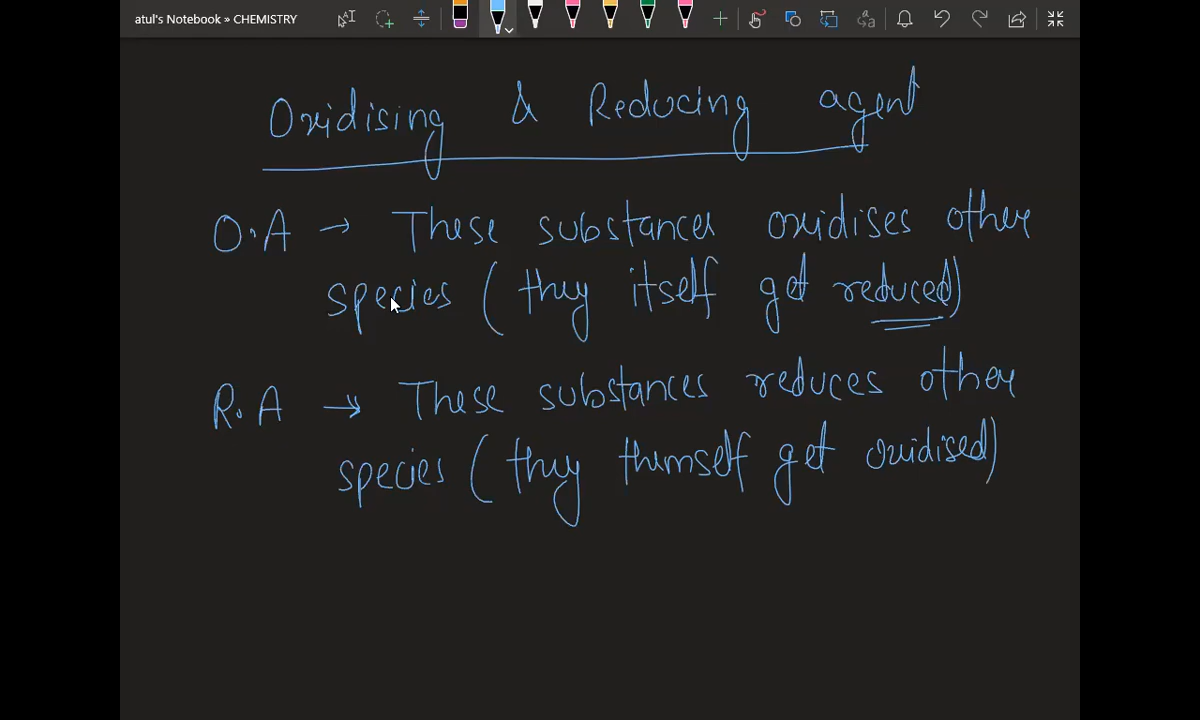 atul's Notebook » CHEMISTRY
Oxidising & Reducing agent
O.A → These substances oxidises other
species (they itself get reduced)
R.A → These substances reduces other
species (they themself get oxidised)